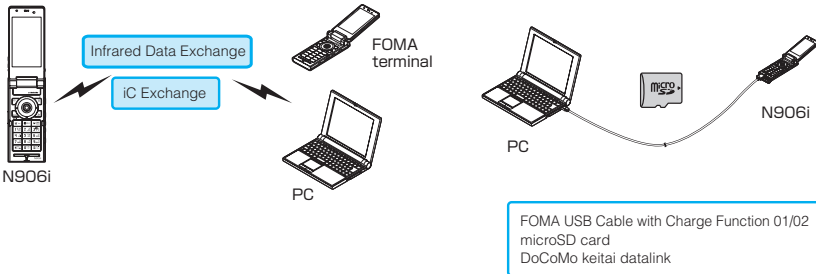 Infrared Data Exchange
iC Exchange
N906i
FOMA
terminal
PC
PC
micro
SD
N906i
FOMA USB Cable with Charge Function 01/02
microSD card
DoCoMo keitai datalink